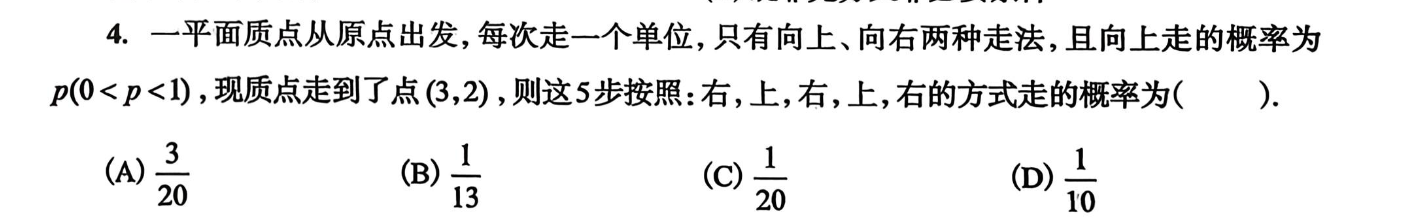 4. 一平面质点从原点出发,每次走一个单位,只有向上、向右两种走法,且向上走的概率为
p(0<p<1),现质点走到了点(3,2),则这5步按照:右,上,右,上,右的方式走的概率为(  ).
(A) 3/20 (B) 1/13 (C) 1/20 (D) 1/10